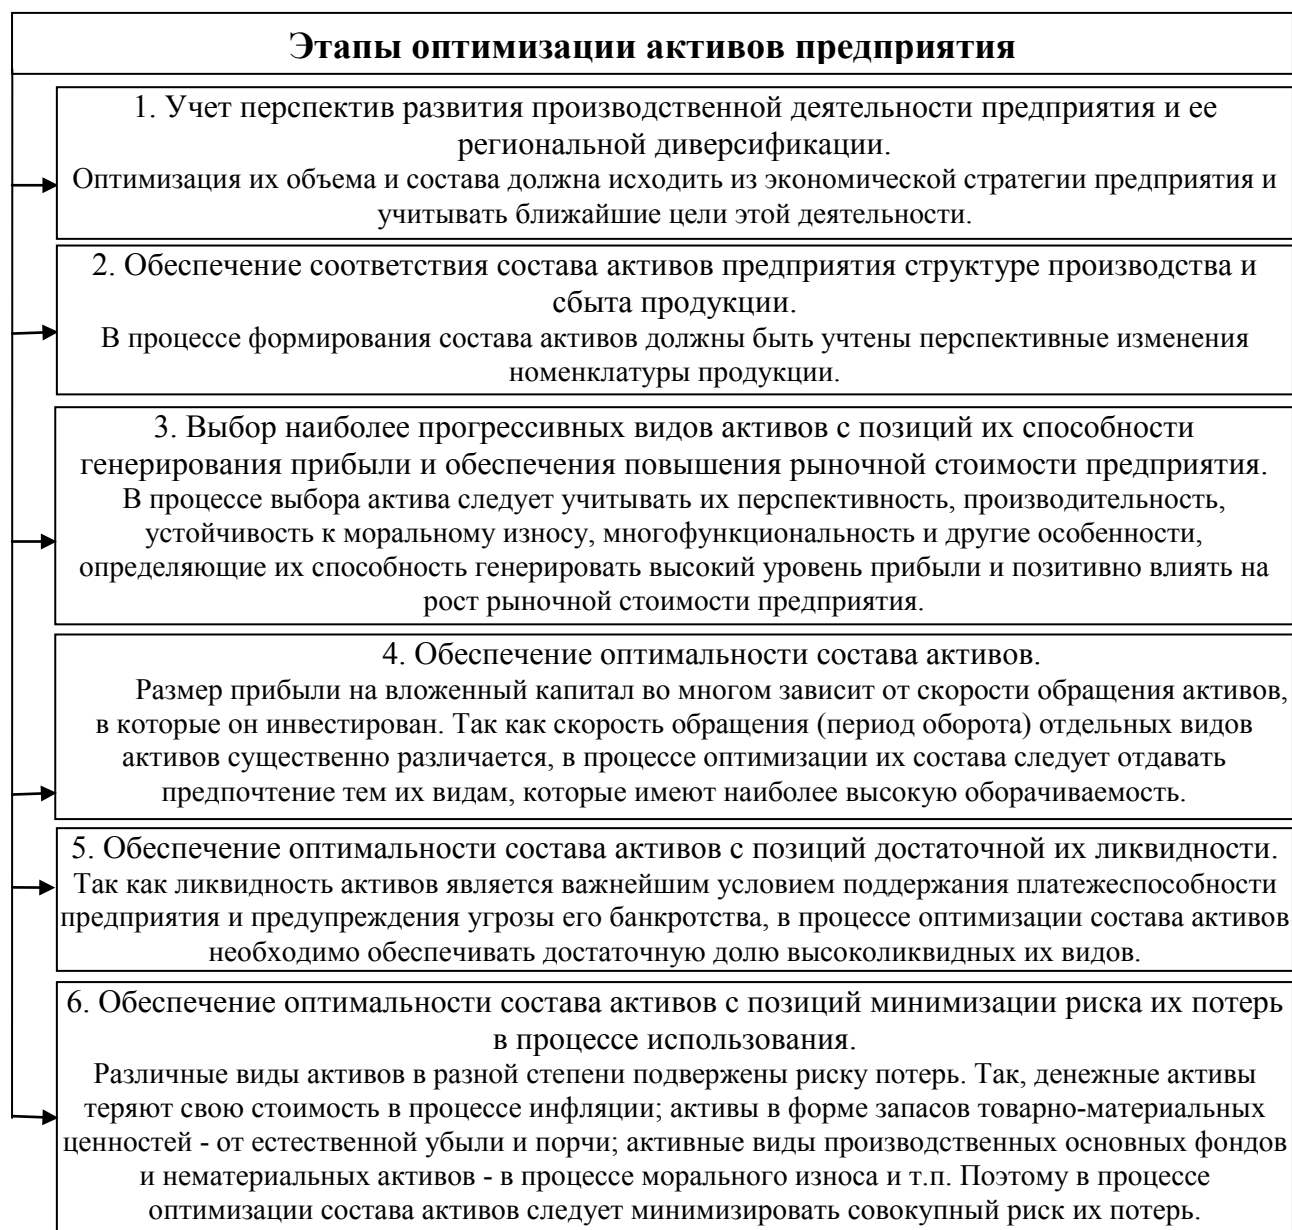 Этапы оптимизации активов предприятия
1. Учет перспектив развития производственной деятельности предприятия и ее
региональной диверсификации.
Оптимизация их объема и состава должна исходить из экономической стратегии предприятия и
учитывать ближайшие цели этой деятельности.
2. Обеспечение соответствия состава активов предприятия структуре производства и
сбыта продукции.
В процессе формирования состава активов должны быть учтены перспективные изменения
номенклатуры продукции.
3. Выбор наиболее прогрессивных видов активов с позиций их способности
генерирования прибыли и обеспечения повышения рыночной стоимости предприятия.
В процессе выбора актива следует учитывать их перспективность, производительность,
устойчивость к моральному износу, многофункциональность и другие особенности,
определяющие их способность генерировать высокий уровень прибыли и позитивно влиять на
рост рыночной стоимости предприятия.
4. Обеспечение оптимальности состава активов.
Размер прибыли на вложенный капитал во многом зависит от скорости обращения активов,
в которые он инвестирован. Так как скорость обращения (период оборота) отдельных видов
активов существенно различается, в процессе оптимизации их состава следует отдавать
предпочтение тем их видам, которые имеют наиболее высокую оборачиваемость.
5. Обеспечение оптимальности состава активов с позиций достаточной их ликвидности.
Так как ликвидность активов является важнейшим условием поддержания платежеспособности
предприятия и предупреждения угрозы его банкротства, в процессе оптимизации состава активов
необходимо обеспечивать достаточную долю высоколиквидных их видов.
6. Обеспечение оптимальности состава активов с позиций минимизации риска их потерь
в процессе использования.
Различные виды активов в разной степени подвержены риску потерь. Так, денежные активы
теряют свою стоимость в процессе инфляции; активы в форме запасов товарно-материальных
ценностей - от естественной убыли и порчи; активные виды производственных основных фондов
и нематериальных активов - в процессе морального износа и т.п. Поэтому в процессе
оптимизации состава активов следует минимизировать совокупный риск их потерь.